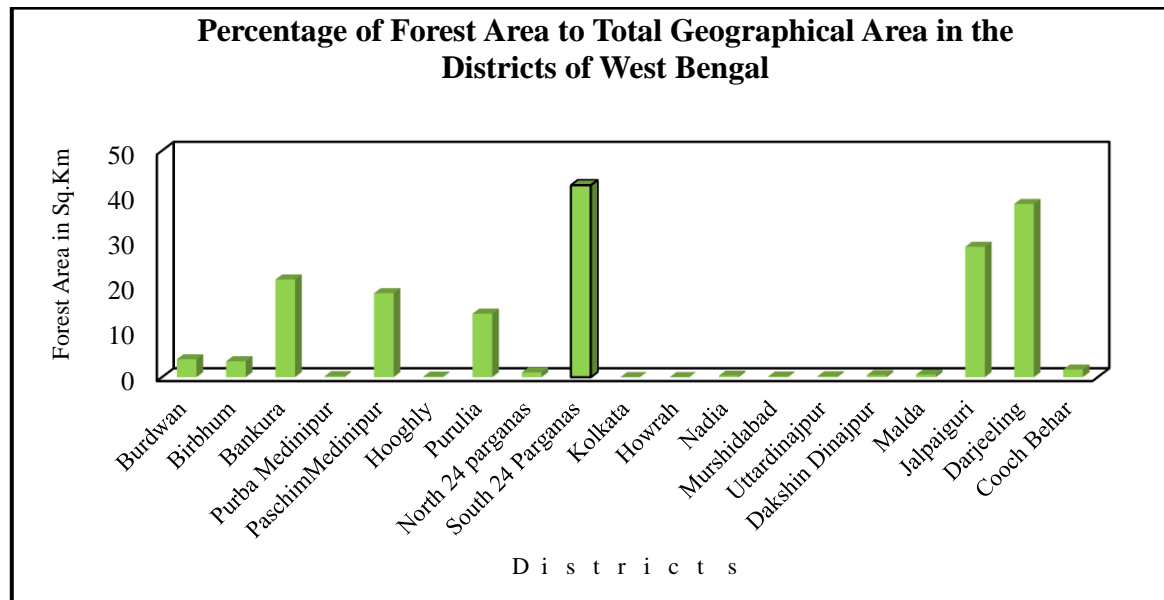 Percentage of Forest Area to Total Geographical Area in the
Districts of West Bengal
Forest Area in Sq.Km
50
40
30
20
10
0
Burdwan
Birbhum
Bankura
Purba Medinipur
PaschimMedinipur
Hooghly
Purulia
North 24 parganas
South 24 Parganas
Kolkata
Howrah
Nadia
Murshidabad
Uttardinajpur
Dakshin Dinajpur
Malda
Jalpaiguri
Darjeeling
Cooch Behar
D i s t r i c t s